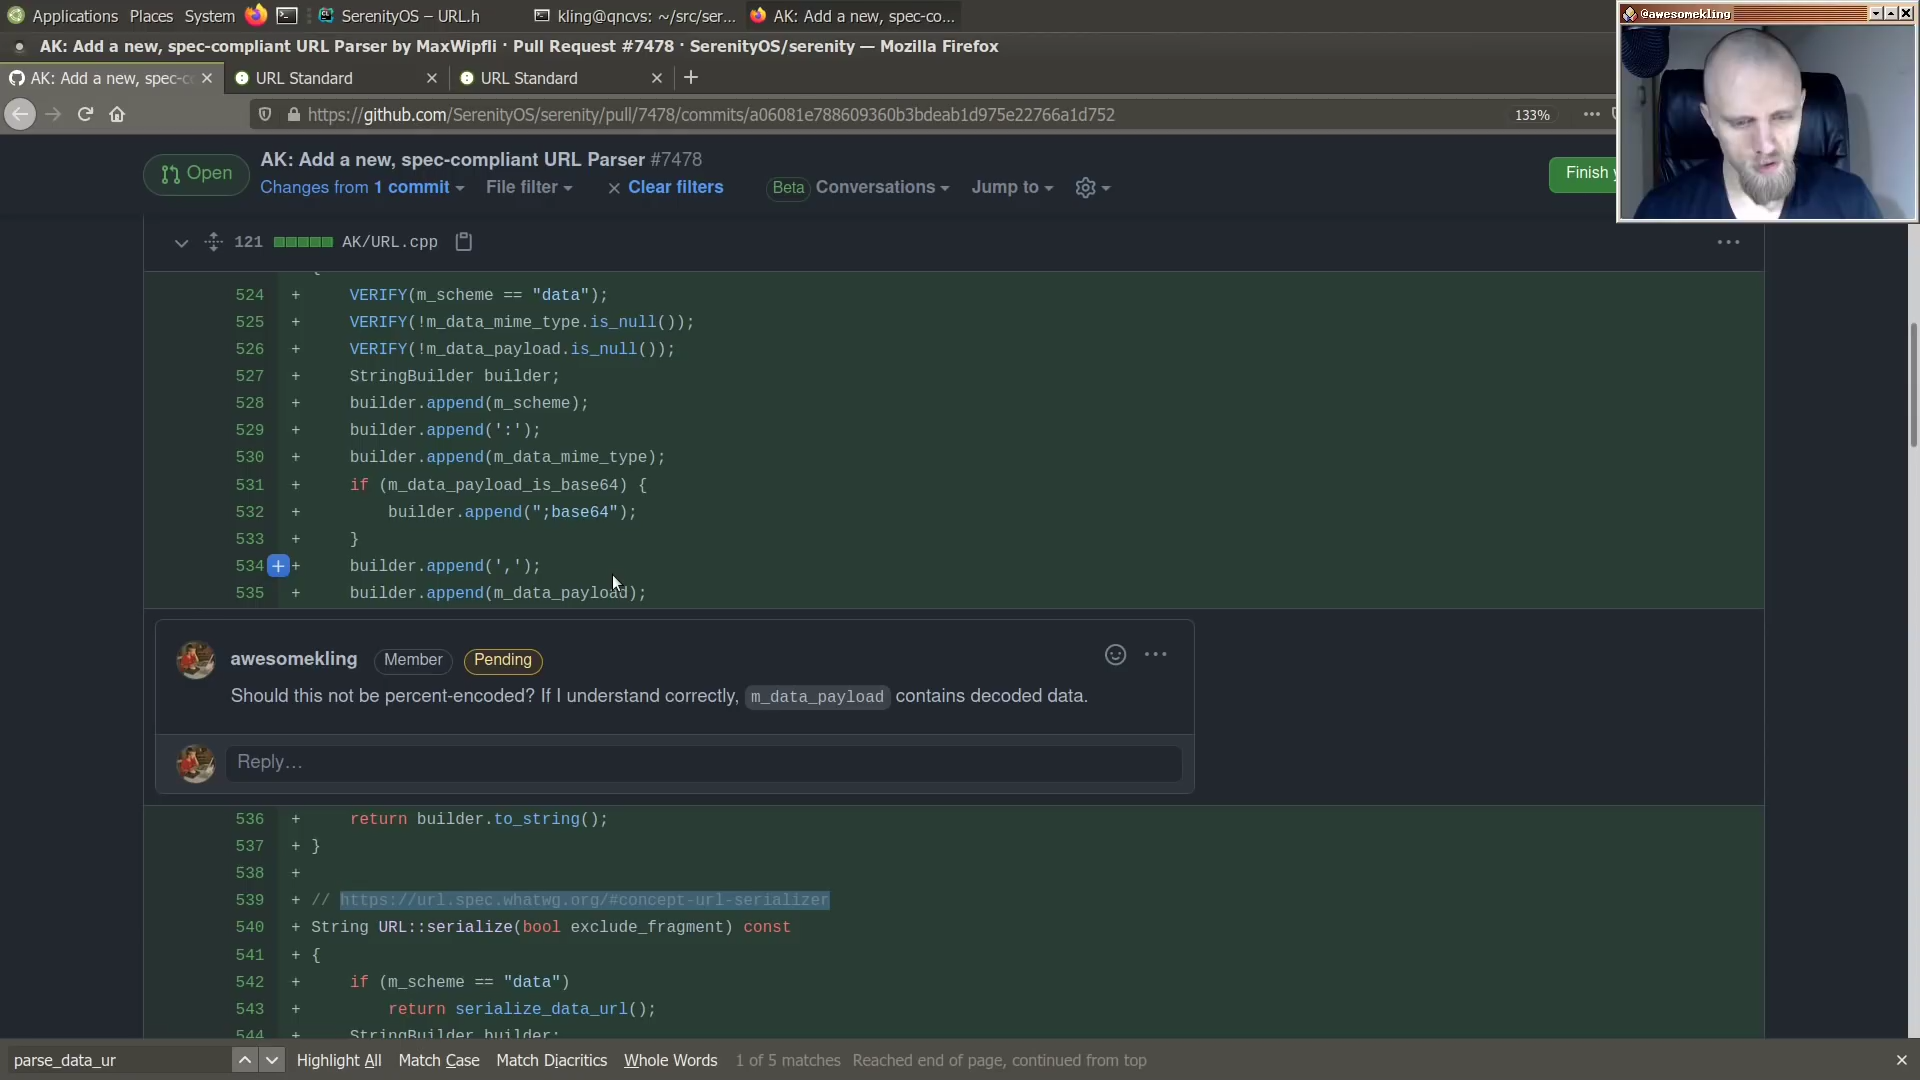 Applications Places System SerenityOS – URL.h kling@qncvs: ~/src/ser... AK: Add a new, spec-co...
@awesomekling
AK: Add a new, spec-compliant URL Parser by MaxWipfli · Pull Request #7478 · SerenityOS/serenity — Mozilla Firefox
AK: Add a new, spec-c URL Standard URL Standard
https://github.com/SerenityOS/serenity/pull/7478/commits/a06081e788609360b3bdeab1d975e22766a1d752 133%
Open AK: Add a new, spec-compliant URL Parser #7478
Changes from 1 commit File filter Clear filters Beta Conversations Jump to Finish y
121 AK/URL.cpp
{
524 + VERIFY(m_scheme == "data");
525 + VERIFY(!m_data_mime_type.is_null());
526 + VERIFY(!m_data_payload.is_null());
527 + StringBuilder builder;
528 + builder.append(m_scheme);
529 + builder.append(':');
530 + builder.append(m_data_mime_type);
531 + if (m_data_payload_is_base64) {
532 + builder.append(";base64");
533 + }
534 + + builder.append(',');
535 + builder.append(m_data_payload);
awesomekling Member Pending
Should this not be percent-encoded? If I understand correctly, m_data_payload contains decoded data.
Reply...
536 + return builder.to_string();
537 + }
538 +
539 + // https://url.spec.whatwg.org/#concept-url-serializer
540 + String URL::serialize(bool exclude_fragment) const
541 + {
542 + if (m_scheme == "data")
543 + return serialize_data_url();
544 + StringBuilder builder;
parse_data_ur Highlight All Match Case Match Diacritics Whole Words 1 of 5 matches Reached end of page, continued from top